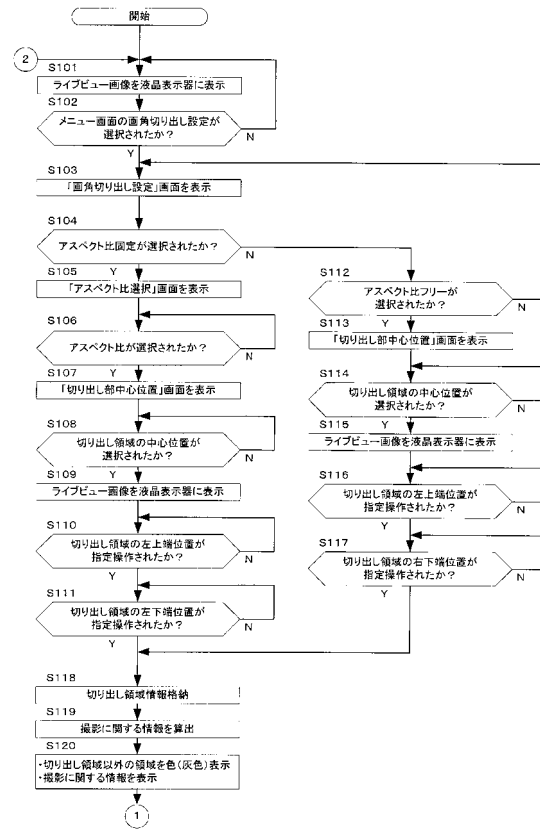 開始
2
S101
ライブビュー画像を液晶表示器に表示
S102
メニュー画面の画角切り出し設定が
選択されたか？
N
Y
S103
「画角切り出し設定」画面を表示
S104
アスペクト比固定が選択されたか？
N
Y
S105
「アスペクト比選択」画面を表示
S106
アスペクト比が選択されたか？
N
Y
S107
「切り出し部中心位置」画面を表示
S108
切り出し領域の中心位置が
選択されたか？
N
Y
S109
ライブビュー画像を液晶表示器に表示
S110
切り出し領域の左上端位置が
指定操作されたか？
N
Y
S111
切り出し領域の左下端位置が
指定操作されたか？
N
Y
S112
アスペクト比フリーが
選択されたか？
N
Y
S113
「切り出し部中心位置」画面を表示
S114
切り出し領域の中心位置が
選択されたか？
N
Y
S115
ライブビュー画像を液晶表示器に表示
S116
切り出し領域の左上端位置が
指定操作されたか？
N
Y
S117
切り出し領域の右下端位置が
指定操作されたか？
N
Y
S118
切り出し領域情報格納
S119
撮影に関する情報を算出
S120
・切り出し領域以外の領域を色(灰色)表示
・撮影に関する情報を表示
1